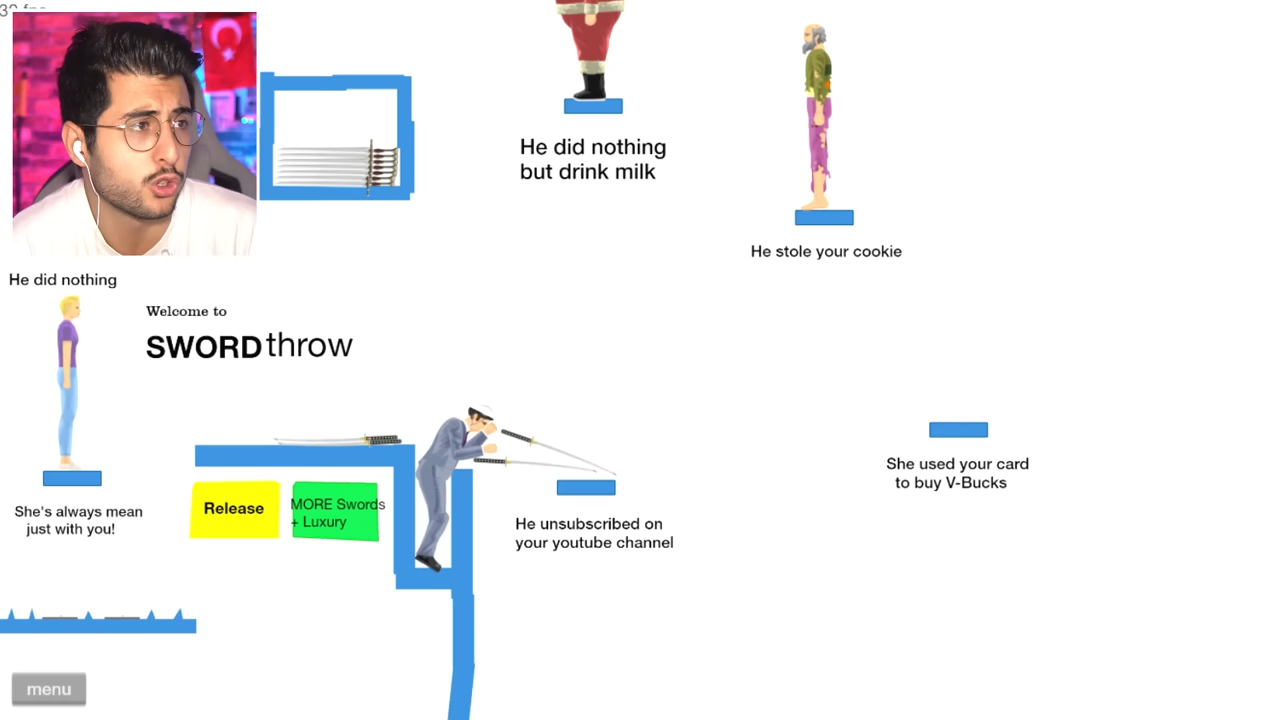 He did nothing
but drink milk
He stole your cookie
He did nothing
Welcome to
SWORD throw
Release
MORE Swords
+ Luxury
She's always mean
just with you!
He unsubscribed on
your youtube channel
She used your card
to buy V-Bucks
menu